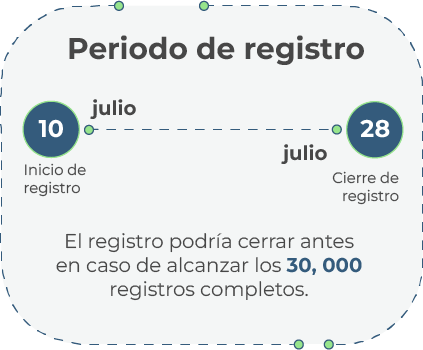 Periodo de registro
10
julio
28
julio
Inicio de
registro
Cierre de
registro
El registro podría cerrar antes
en caso de alcanzar los 30, 000
registros completos.